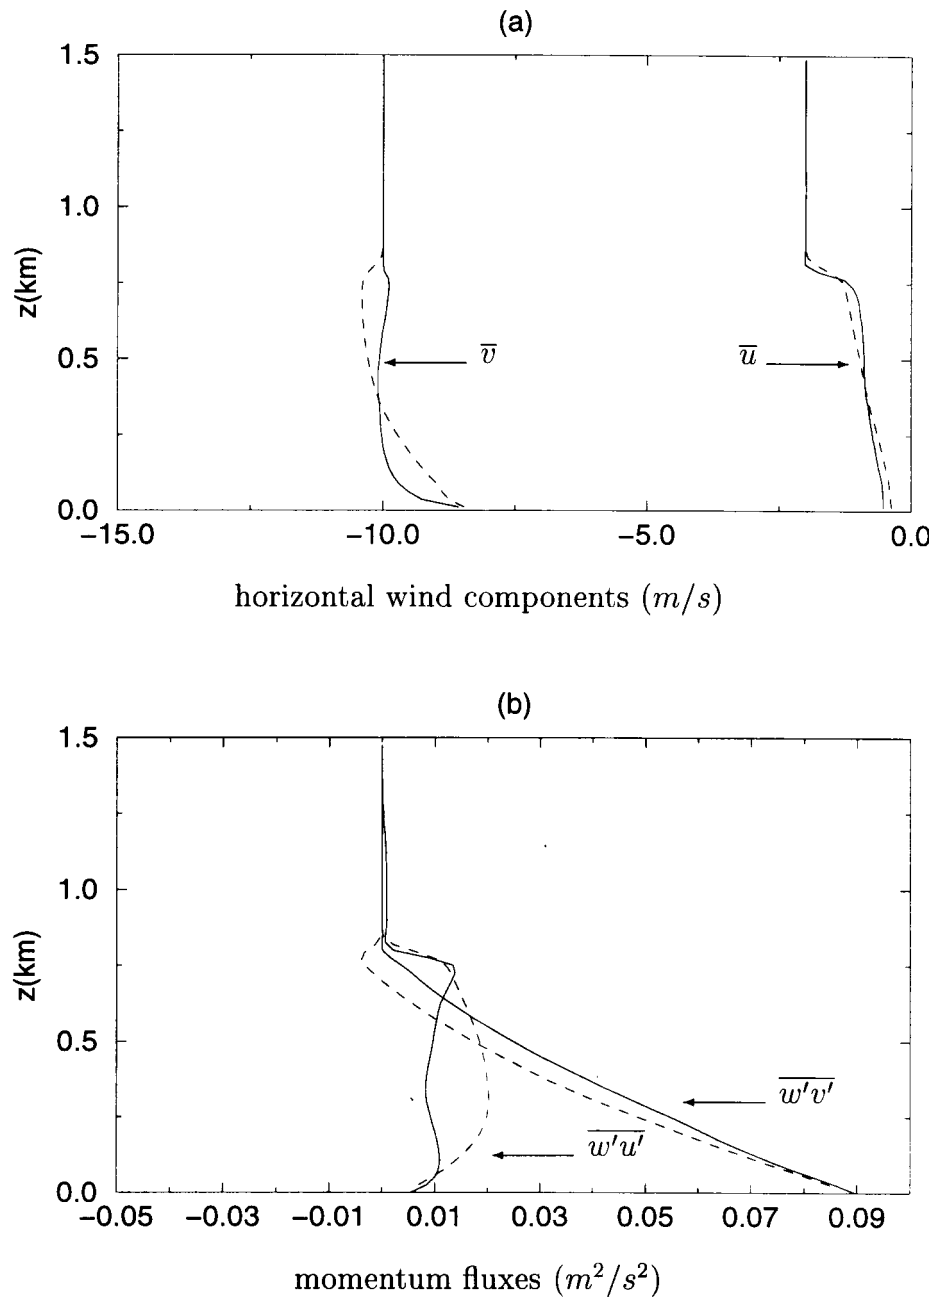 (a)
1.5
1.0
z(km)
0.5
v̅
u̅
0.0
−15.0 −10.0 −5.0 0.0
horizontal wind components (m/s)
(b)
1.5
1.0
z(km)
0.5
w'v'
w'u'
0.0
−0.05 −0.03 −0.01 0.01 0.03 0.05 0.07 0.09
momentum fluxes (m²/s²)